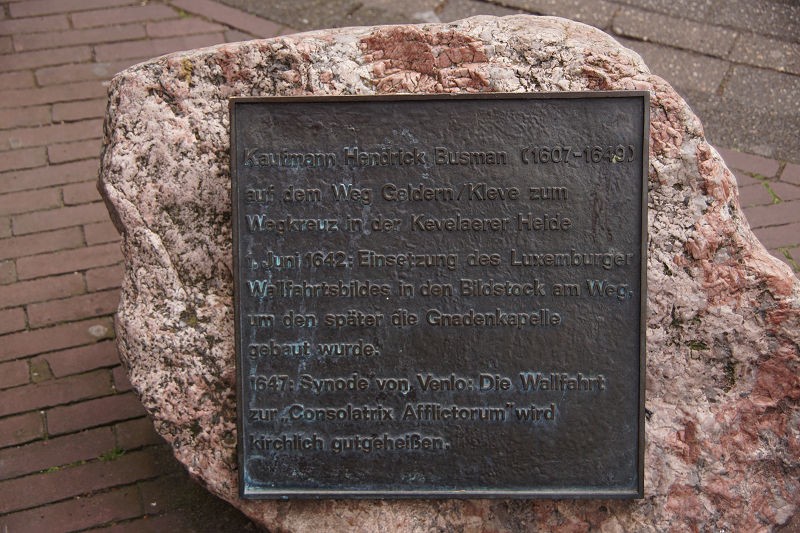 Kaufmann Hendrick Busman (1607-1649)
auf dem Weg Geldern/Kleve zum
Wegkreuz in der Kevelaerer Heide
1. Juni 1642: Einsetzung des Luxemburger
Wallfahrtsbildes in den Bildstock am Weg,
um den später die Gnadenkapelle
gebaut wurde.
1647: Synode von Venlo: Die Wallfahrt
zur „Consolatrix Afflictorum" wird
kirchlich gutgeheißen.